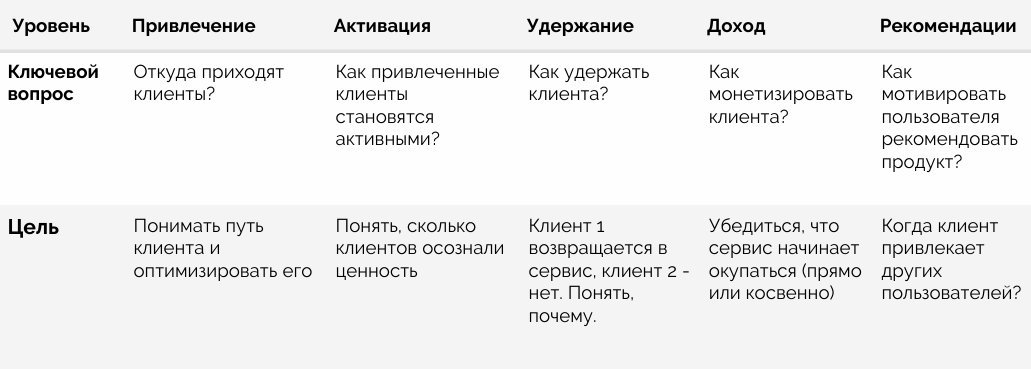 Уровень
Привлечение
Активация
Удержание
Доход
Рекомендации
Ключевой
вопрос
Откуда приходят
клиенты?
Как привлеченные
клиенты
становятся
активными?
Как удержать
клиента?
Как
монетизировать
клиента?
Как
мотивировать
пользователя
рекомендовать
продукт?
Цель
Понимать путь
клиента и
оптимизировать его
Понять, сколько
клиентов осознали
ценность
Клиент 1
возвращается в
сервис, клиент 2 -
нет. Понять,
почему.
Убедиться, что
сервис начинает
окупаться (прямо
или косвенно)
Когда клиент
привлекает
других
пользователей?